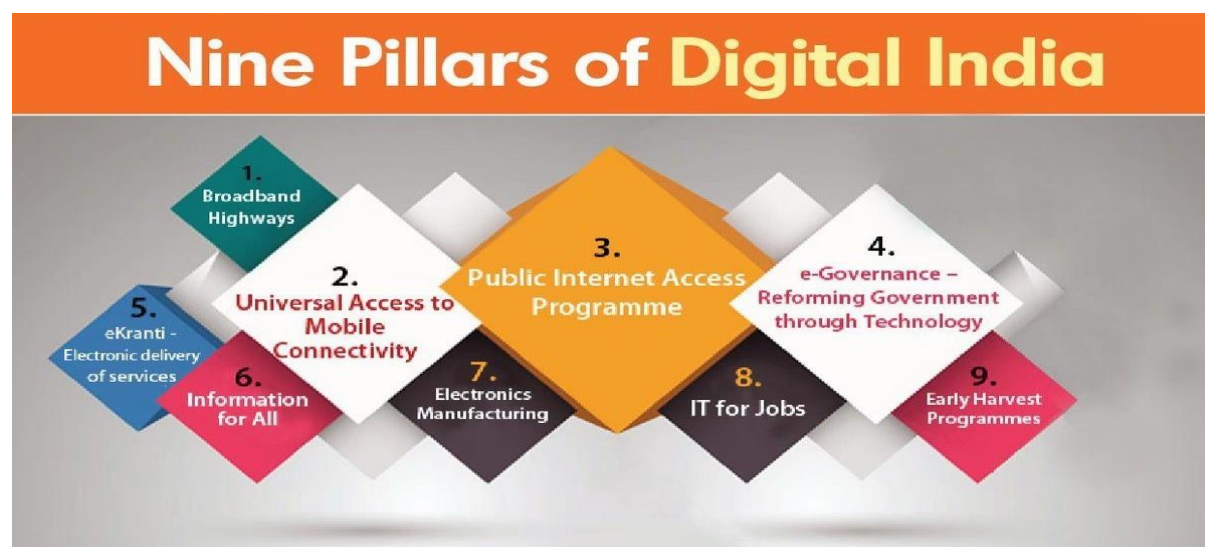 Nine Pillars of Digital India
1.
Broadband
Highways
2.
Universal Access to
Mobile
Connectivity
3.
Public Internet Access
Programme
4.
e-Governance –
Reforming Government
through Technology
5.
eKranti -
Electronic delivery
of services
6.
Information
for All
7.
Electronics
Manufacturing
8.
IT for Jobs
9.
Early Harvest
Programmes